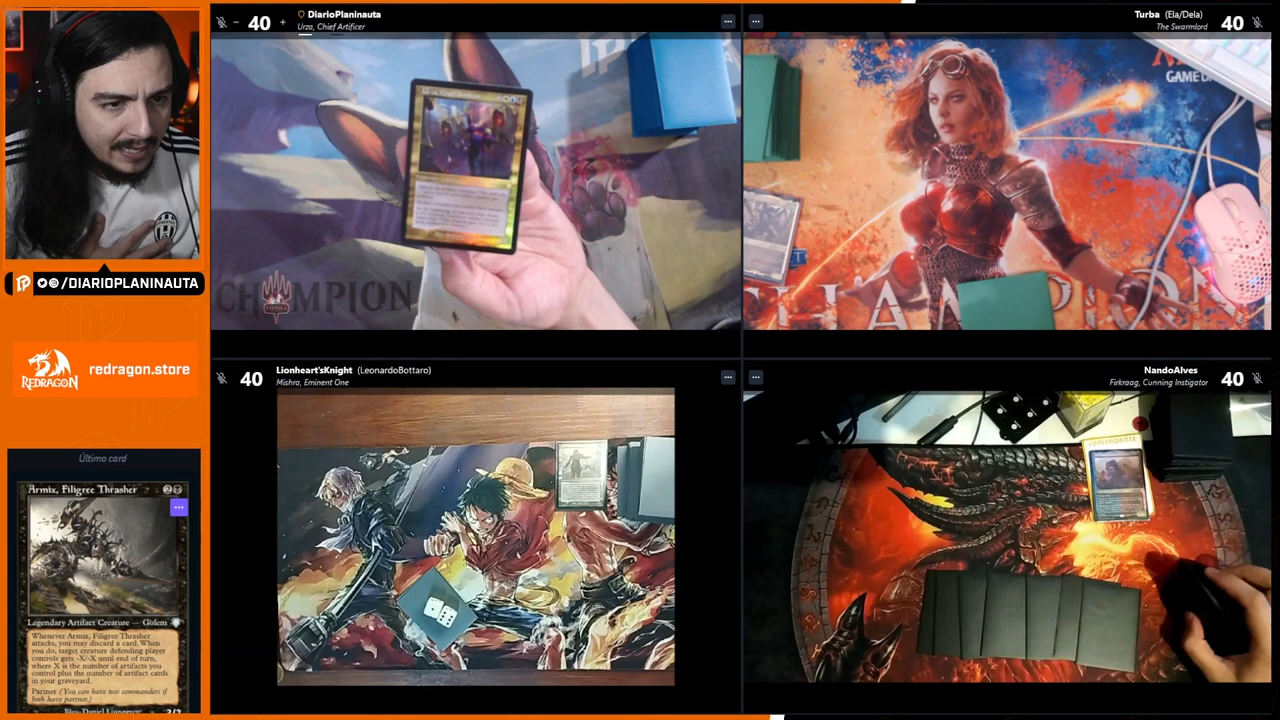 − 40 +
DiarioPlaninauta
Urza, Chief Artificer
Turba (Ela/Dela)
The Swarmlord
40
GAME DA
CHAMPION
CHAMPION
/DIARIOPLANINAUTA
REDRAGON
redragon.store
40
Lionheart'sKnight (LeonardoBottaro)
Mishra, Eminent One
NandoAlves
Firkraag, Cunning Instigator
40
COMANDANTE
Último card
Armix, Filigree Thrasher
Legendary Artifact Creature — Golem
Whenever Armix, Filigree Thrasher
attacks, you may discard a card. When
you do, target creature defending player
controls gets -X/-X until end of turn,
where X is the number of artifacts you
control plus the number of artifact cards
in your graveyard.
Partner (You can have two commanders if
both have partner.)